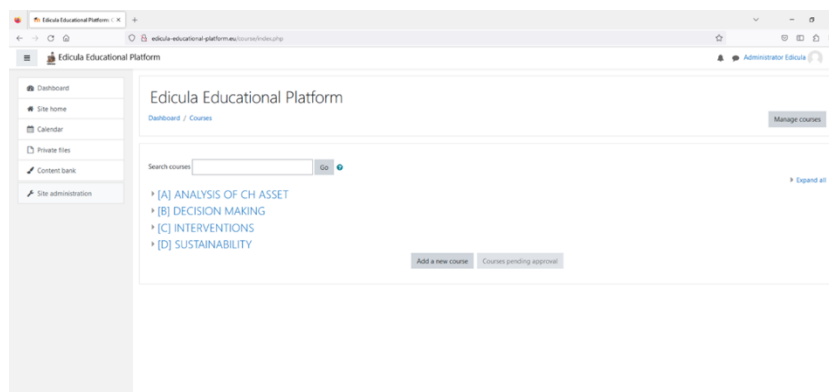 Edicula Educational Platform: C
edicula-educational-platform.eu/course/index.php
Edicula Educational Platform
Administrator Edicula
Dashboard
Site home
Calendar
Private files
Content bank
Site administration
Edicula Educational Platform
Dashboard / Courses
Manage courses
Search courses
Go
Expand all
[A] ANALYSIS OF CH ASSET
[B] DECISION MAKING
[C] INTERVENTIONS
[D] SUSTAINABILITY
Add a new course
Courses pending approval